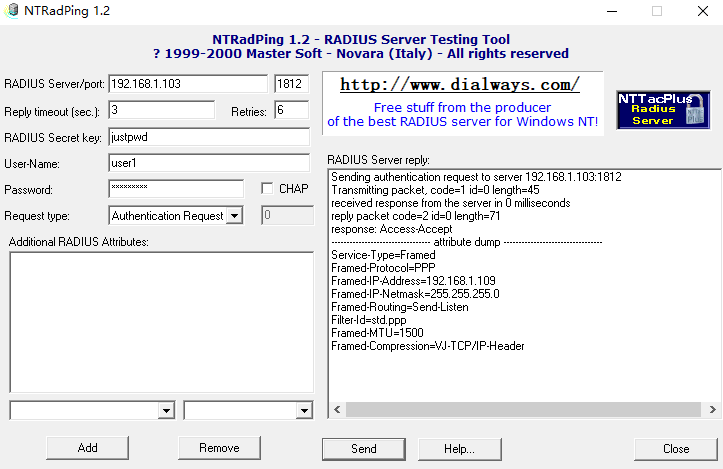 NTRadPing 1.2
NTRadPing 1.2 - RADIUS Server Testing Tool
? 1999-2000 Master Soft - Novara (Italy) - All rights reserved
RADIUS Server/port: 192.168.1.103 1812
Reply timeout (sec.): 3 Retries: 6
RADIUS Secret key: justpwd
User-Name: user1
Password: ××××××××× CHAP
Request type: Authentication Request 0
Additional RADIUS Attributes:
Add
Remove
http://www.dialways.com/
Free stuff from the producer
of the best RADIUS server for Windows NT!
NTTacPlus
Radius
Server
RADIUS Server reply:
Sending authentication request to server 192.168.1.103:1812
Transmitting packet, code=1 id=0 length=45
received response from the server in 0 milliseconds
reply packet code=2 id=0 length=71
response: Access-Accept
------------------------------- attribute dump -------------------------------
Service-Type=Framed
Framed-Protocol=PPP
Framed-IP-Address=192.168.1.109
Framed-IP-Netmask=255.255.255.0
Framed-Routing=Send-Listen
Filter-Id=std.ppp
Framed-MTU=1500
Framed-Compression=VJ-TCP/IP-Header
Send
Help...
Close